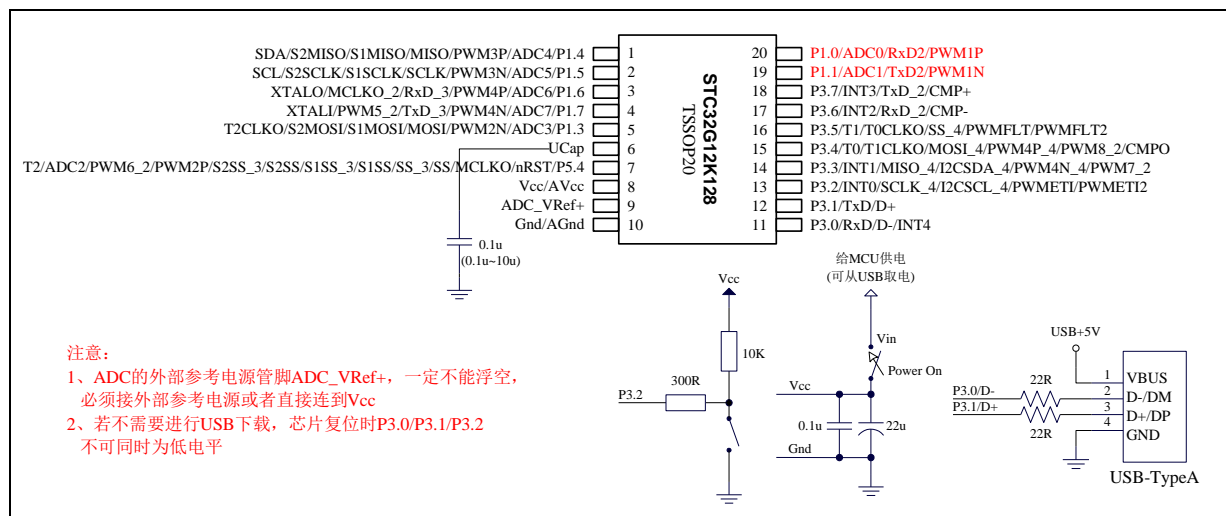 SDA/S2MISO/S1MISO/MISO/PWM3P/ADC4/P1.4
SCL/S2SCLK/S1SCLK/SCLK/PWM3N/ADC5/P1.5
XTALO/MCLKO_2/RxD_3/PWM4P/ADC6/P1.6
XTALI/PWM5_2/TxD_3/PWM4N/ADC7/P1.7
T2CLKO/S2MOSI/S1MOSI/MOSI/PWM2N/ADC3/P1.3
UCap
T2/ADC2/PWM6_2/PWM2P/S2SS_3/S2SS/S1SS_3/S1SS/SS_3/SS/MCLKO/nRST/P5.4
Vcc/AVcc
ADC_VRef+
Gnd/AGnd
1
2
3
4
5
6
7
8
9
10
STC32G12K128
TSSOP20
20
19
18
17
16
15
14
13
12
11
P1.0/ADC0/RxD2/PWM1P
P1.1/ADC1/TxD2/PWM1N
P3.7/INT3/TxD_2/CMP+
P3.6/INT2/RxD_2/CMP-
P3.5/T1/T0CLKO/SS_4/PWMFLT/PWMFLT2
P3.4/T0/T1CLKO/MOSI_4/PWM4P_4/PWM8_2/CMPO
P3.3/INT1/MISO_4/I2CSDA_4/PWM4N_4/PWM7_2
P3.2/INT0/SCLK_4/I2CSCL_4/PWMETI/PWMETI2
P3.1/TxD/D+
P3.0/RxD/D-/INT4
0.1u
(0.1u~10u)
注意：
1、ADC的外部参考电源管脚ADC_VRef+，一定不能浮空，
必须接外部参考电源或者直接连到Vcc
2、若不需要进行USB下载，芯片复位时P3.0/P3.1/P3.2
不可同时为低电平
Vcc
10K
P3.2
300R
给MCU供电
(可从USB取电)
Vin
Power On
Vcc
0.1u
22u
Gnd
USB+5V
P3.0/D-
P3.1/D+
22R
22R
1
2
3
4
VBUS
D-/DM
D+/DP
GND
USB-TypeA